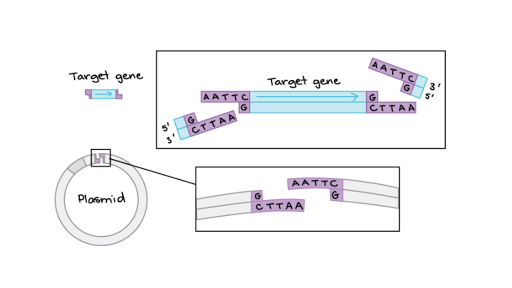 Target gene
Target gene
AATTC
G
3'
5'
AATTC
G
G
CTTAA
5'
3'
G
CTTAA
Plasmid
AATTC
G
G
CTTAA